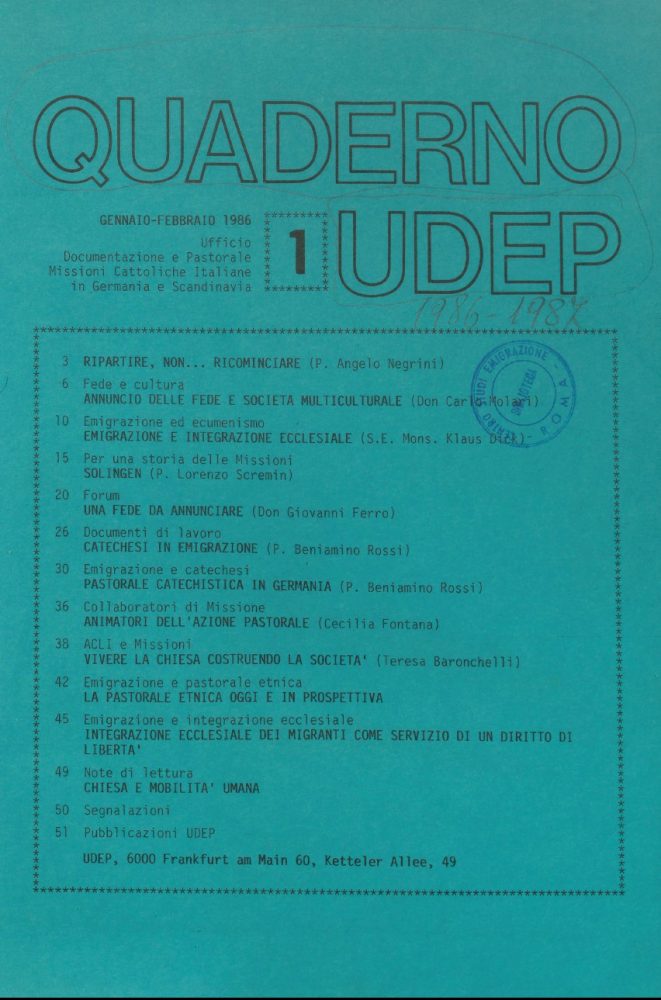 QUADERNO
UDEP
GENNAIO-FEBBRAIO 1986
Ufficio
Documentazione e Pastorale
Missioni Cattoliche Italiane
in Germania e Scandinavia
1
1986-1987
3 RIPARTIRE, NON... RICOMINCIARE (P. Angelo Negrini)
6 Fede e cultura
ANNUNCIO DELLE FEDE E SOCIETA MULTICULTURALE (Don Carlo
10 Emigrazione ed ecumenismo
EMIGRAZIONE E INTEGRAZIONE ECCLESIALE (S.E. Mons. Klaus
15 Per una storia delle Missioni
SOLINGEN (P. Lorenzo Scremin)
20 Forum
UNA FEDE DA ANNUNCIARE (Don Giovanni Ferro)
26 Documenti di lavoro
CATECHESI IN EMIGRAZIONE (P. Beniamino Rossi)
30 Emigrazione e catechesi
PASTORALE CATECHISTICA IN GERMANIA (P. Beniamino Rossi)
36 Collaboratori di Missione
ANIMATORI DELL'AZIONE PASTORALE (Cecilia Fontana)
38 ACLI e Missioni
VIVERE LA CHIESA COSTRUENDO LA SOCIETA' (Teresa Baronchelli)
42 Emigrazione e pastorale etnica
LA PASTORALE ETNICA OGGI E IN PROSPETTIVA
45 Emigrazione e integrazione ecclesiale
INTEGRAZIONE ECCLESIALE DEI MIGRANTI COME SERVIZIO DI UN DIRITTO DI
LIBERTA'
49 Note di lettura
CHIESA E MOBILITA' UMANA
50 Segnalazioni
51 Pubblicazioni UDEP
UDEP, 6000 Frankfurt am Main 60, Ketteler Allee, 49
CENTRO STUDI EMIGRAZIONE - ROMA